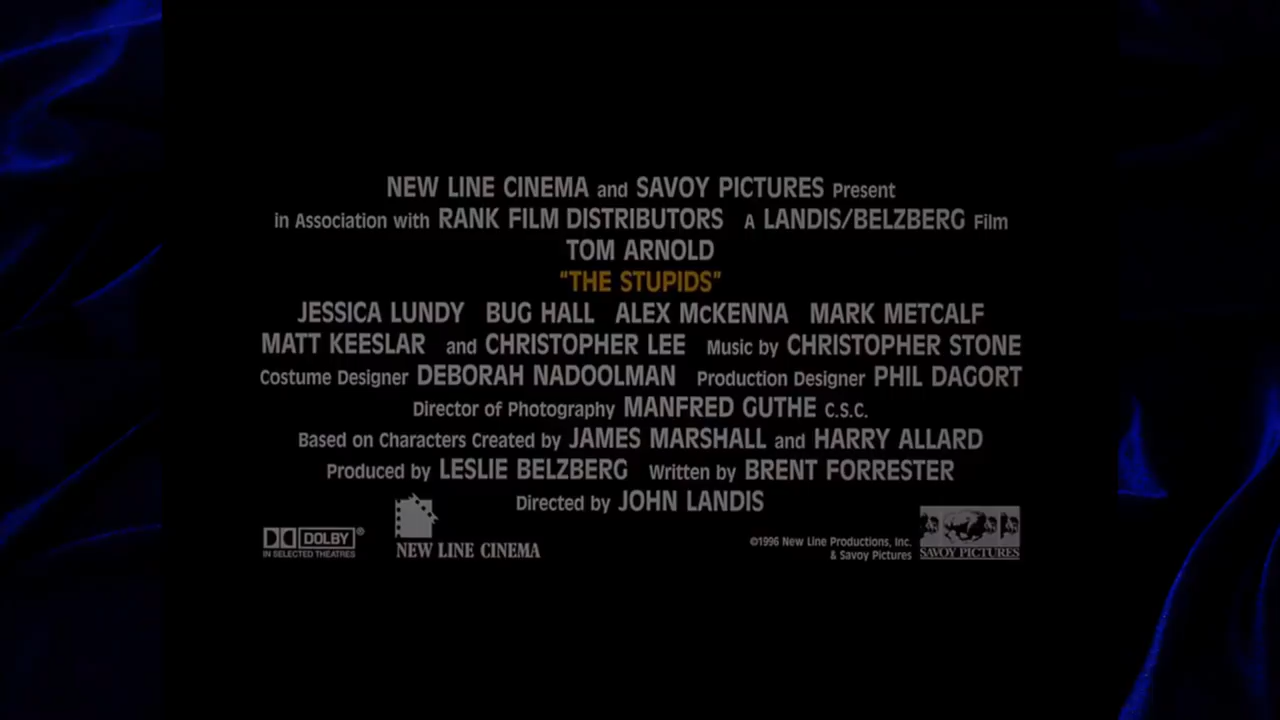 NEW LINE CINEMA and SAVOY PICTURES Present
in Association with RANK FILM DISTRIBUTORS A LANDIS/BELZBERG Film
TOM ARNOLD
"THE STUPIDS"
JESSICA LUNDY BUG HALL ALEX McKENNA MARK METCALF
MATT KEESLAR and CHRISTOPHER LEE Music by CHRISTOPHER STONE
Costume Designer DEBORAH NADOOLMAN Production Designer PHIL DAGORT
Director of Photography MANFRED GUTHE C.S.C.
Based on Characters Created by JAMES MARSHALL and HARRY ALLARD
Produced by LESLIE BELZBERG Written by BRENT FORRESTER
Directed by JOHN LANDIS
DOLBY®
IN SELECTED THEATRES
NEW LINE CINEMA
©1996 New Line Productions, Inc.
& Savoy Pictures
SAVOY PICTURES